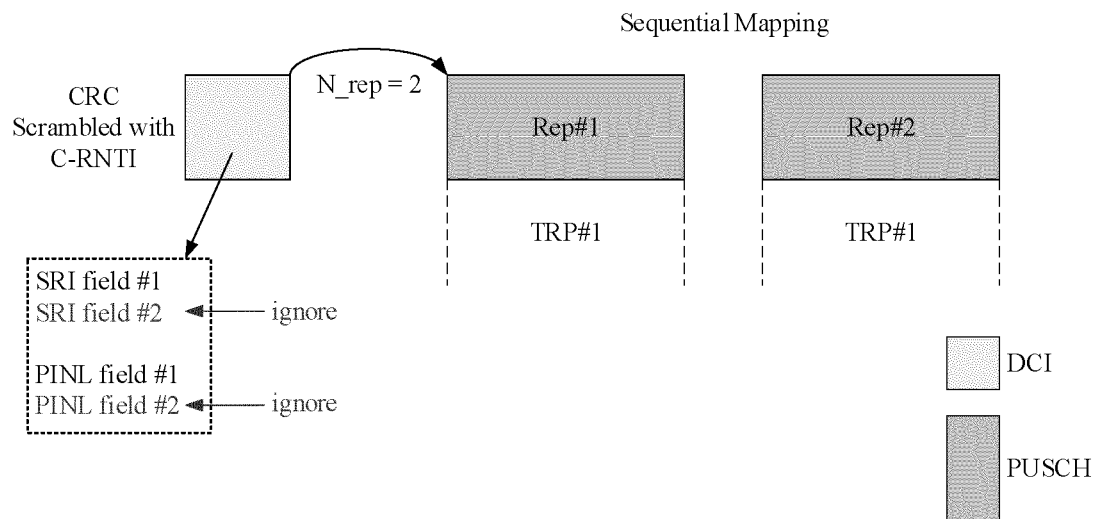 Sequential Mapping
CRC
Scrambled with
C-RNTI
N_rep = 2
Rep#1
Rep#2
TRP#1
TRP#1
SRI field #1
SRI field #2
ignore
PINL field #1
PINL field #2
ignore
DCI
PUSCH